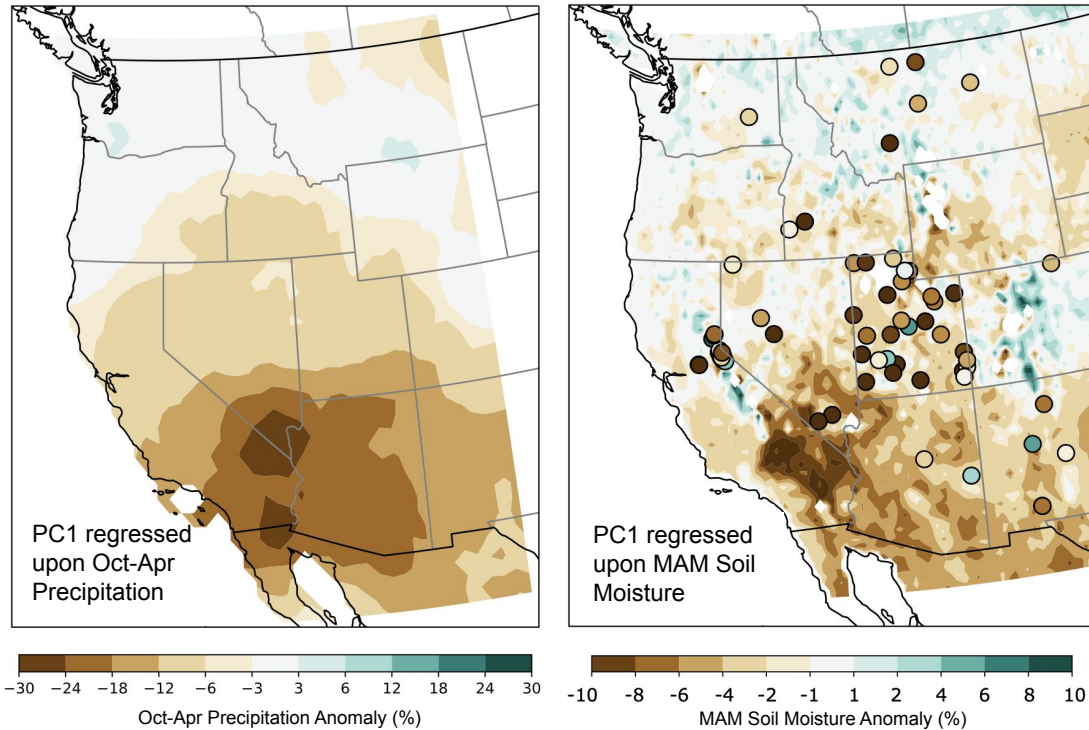 PC1 regressed
upon Oct-Apr
Precipitation
−30 −24 −18 −12 −6 −3 3 6 12 18 24 30
Oct-Apr Precipitation Anomaly (%)
PC1 regressed
upon MAM Soil
Moisture
-10 -8 -6 -4 -2 -1 1 2 4 6 8 10
MAM Soil Moisture Anomaly (%)